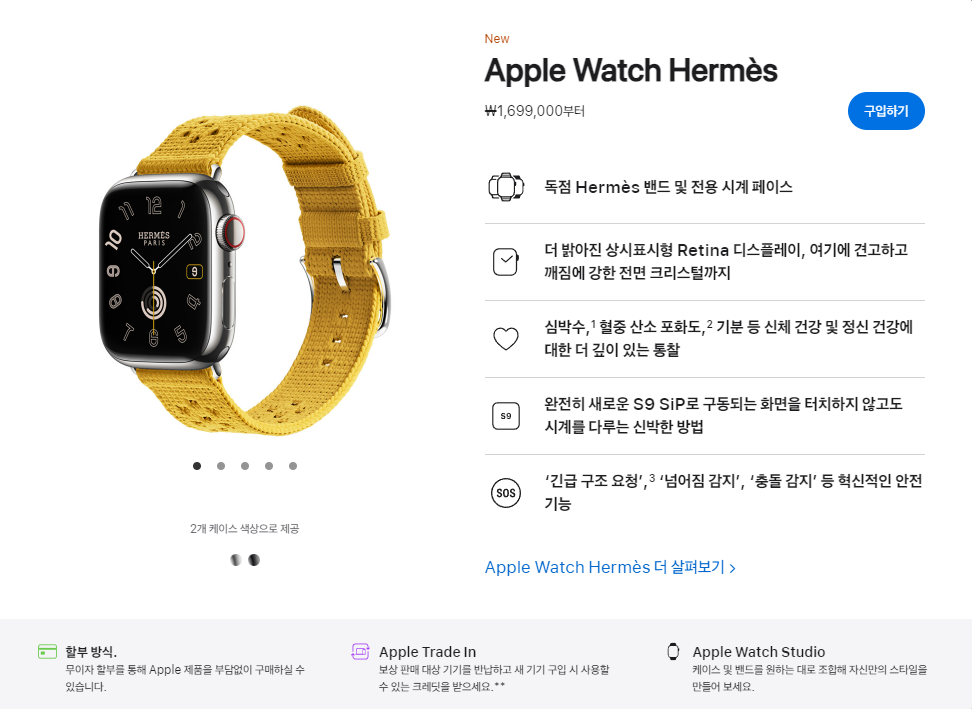 New
Apple Watch Hermès
₩1,699,000부터
구입하기
독점 Hermès 밴드 및 전용 시계 페이스
더 밝아진 상시표시형 Retina 디스플레이, 여기에 견고하고
깨짐에 강한 전면 크리스털까지
심박수,1 혈중 산소 포화도,2 기분 등 신체 건강 및 정신 건강에
대한 더 깊이 있는 통찰
S9
완전히 새로운 S9 SiP로 구동되는 화면을 터치하지 않고도
시계를 다루는 신박한 방법
SOS
‘긴급 구조 요청’,3 ‘넘어짐 감지’, ‘충돌 감지’ 등 혁신적인 안전
기능
Apple Watch Hermès 더 살펴보기 >
12
1
2
9
4
5
6
7
8
9
10
11
HERMÈS
PARIS
2개 케이스 색상으로 제공
할부 방식.
무이자 할부를 통해 Apple 제품을 부담없이 구매하실 수
있습니다.
Apple Trade In
보상 판매 대상 기기를 반납하고 새 기기 구입 시 사용할
수 있는 크레딧을 받으세요.**
Apple Watch Studio
케이스 및 밴드를 원하는 대로 조합해 자신만의 스타일을
만들어 보세요.